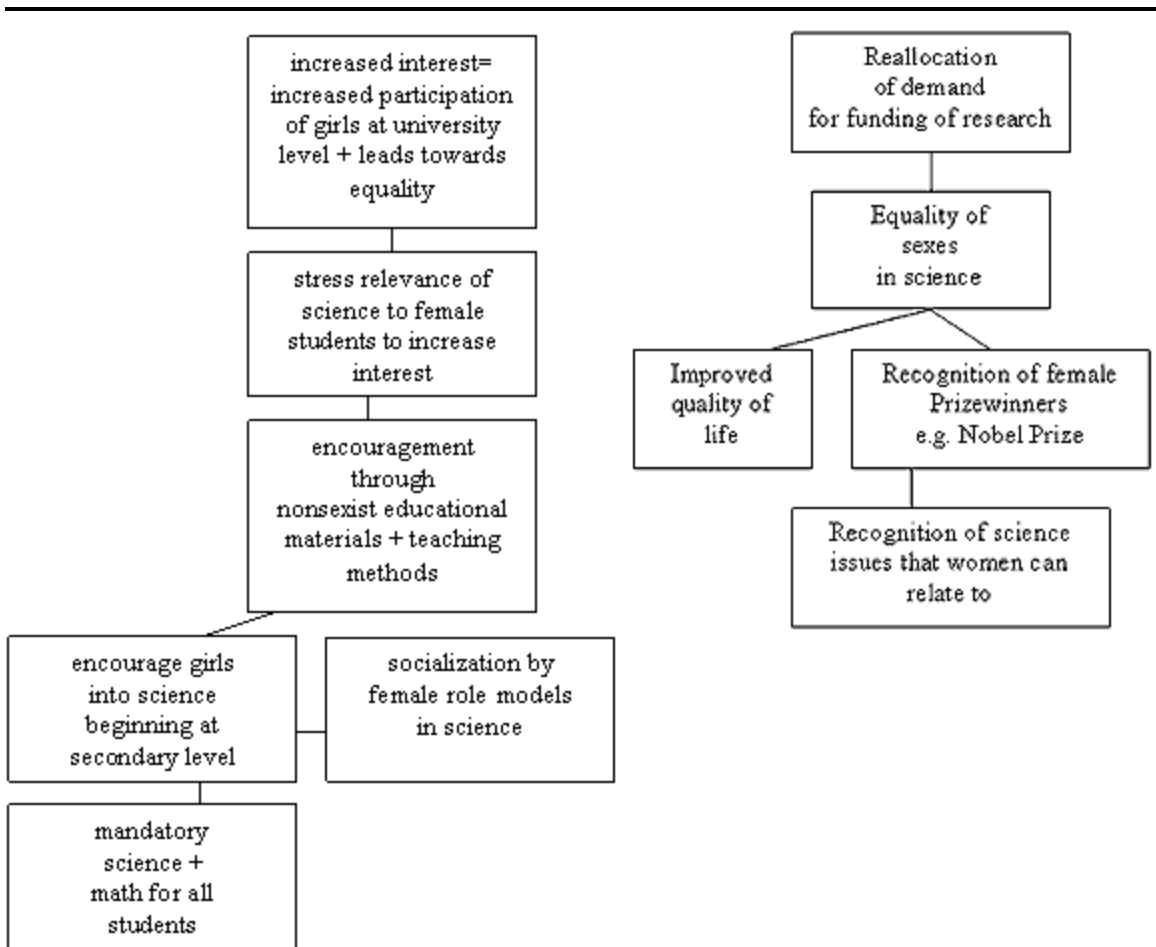 increased interest=
increased participation
of girls at university
level + leads towards
equality
stress relevance of
science to female
students to increase
interest
encouragement
through
nonsexist educational
materials + teaching
methods
encourage girls
into science
beginning at
secondary level
socialization by
female role models
in science
mandatory
science +
math for all
students
Reallocation
of demand
for funding of research
Equality of
sexes
in science
Improved
quality of
life
Recognition of female
Prizewinners
e.g. Nobel Prize
Recognition of science
issues that women can
relate to